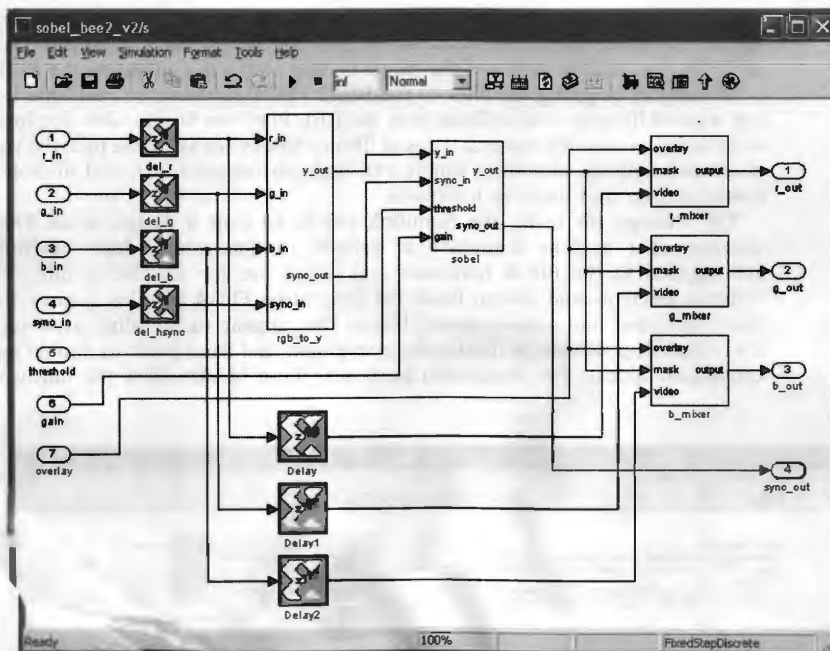 sobel_bee2_v2/s
File Edit View Simulation Format Tools Help
inf Normal
1
r_in
del_r
2
g_in
del_g
3
b_in
del_b
4
sync_in
del_hsync
5
threshold
6
gain
7
overlay
r_in
g_in
b_in
sync_in
y_out
sync_out
rgb_to_y
y_in
sync_in
threshold
gain
y_out
sync_out
sobel
overlay
mask output
video
r_mixer
1
r_out
overlay
mask output
video
g_mixer
2
g_out
overlay
mask output
video
b_mixer
3
b_out
4
sync_out
Delay
Delay1
Delay2
Ready 100% FixedStepDiscrete